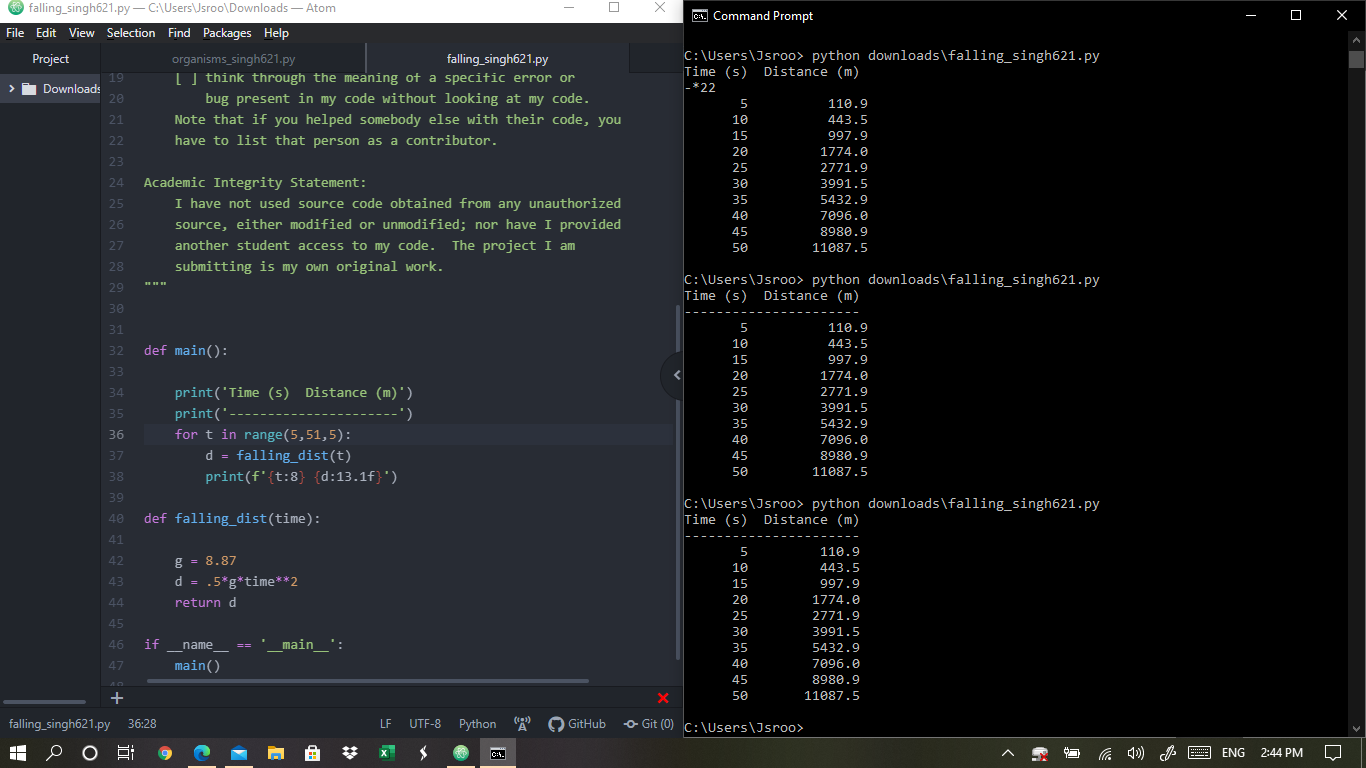 falling_singh621.py — C:\Users\Jsroo\Downloads — Atom
File Edit View Selection Find Packages Help
Project
organisms_singh621.py
falling_singh621.py
Downloads
19 [ ] think through the meaning of a specific error or
20 bug present in my code without looking at my code.
21 Note that if you helped somebody else with their code, you
22 have to list that person as a contributor.
23
24 Academic Integrity Statement:
25 I have not used source code obtained from any unauthorized
26 source, either modified or unmodified; nor have I provided
27 another student access to my code.  The project I am
28 submitting is my own original work.
29 """
30
31
32 def main():
33
34 print('Time (s)  Distance (m)')
35 print('----------------------')
36 for t in range(5,51,5):
37 d = falling_dist(t)
38 print(f'{t:8} {d:13.1f}')
39
40 def falling_dist(time):
41
42 g = 8.87
43 d = .5*g*time**2
44 return d
45
46 if __name__ == '__main__':
47 main()
48
falling_singh621.py 36:28 LF UTF-8 Python GitHub Git (0)
Command Prompt
C:\Users\Jsroo> python downloads\falling_singh621.py
Time (s)  Distance (m)
-*22
5 110.9
10 443.5
15 997.9
20 1774.0
25 2771.9
30 3991.5
35 5432.9
40 7096.0
45 8980.9
50 11087.5
C:\Users\Jsroo> python downloads\falling_singh621.py
Time (s)  Distance (m)
----------------------
5 110.9
10 443.5
15 997.9
20 1774.0
25 2771.9
30 3991.5
35 5432.9
40 7096.0
45 8980.9
50 11087.5
C:\Users\Jsroo> python downloads\falling_singh621.py
Time (s)  Distance (m)
----------------------
5 110.9
10 443.5
15 997.9
20 1774.0
25 2771.9
30 3991.5
35 5432.9
40 7096.0
45 8980.9
50 11087.5
C:\Users\Jsroo>
ENG 2:44 PM